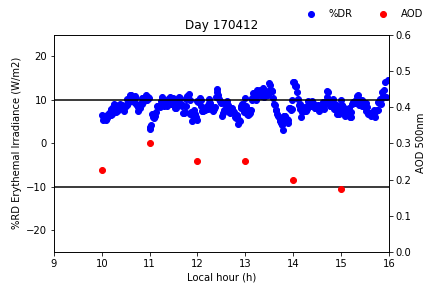 %DR AOD
Day 170412
%RD Erythermal Irradiance (W/m2)
20
10
0
−10
−20
0.6
0.5
0.4
0.3
0.2
0.1
0.0
AOD 500nm
9 10 11 12 13 14 15 16
Local hour (h)